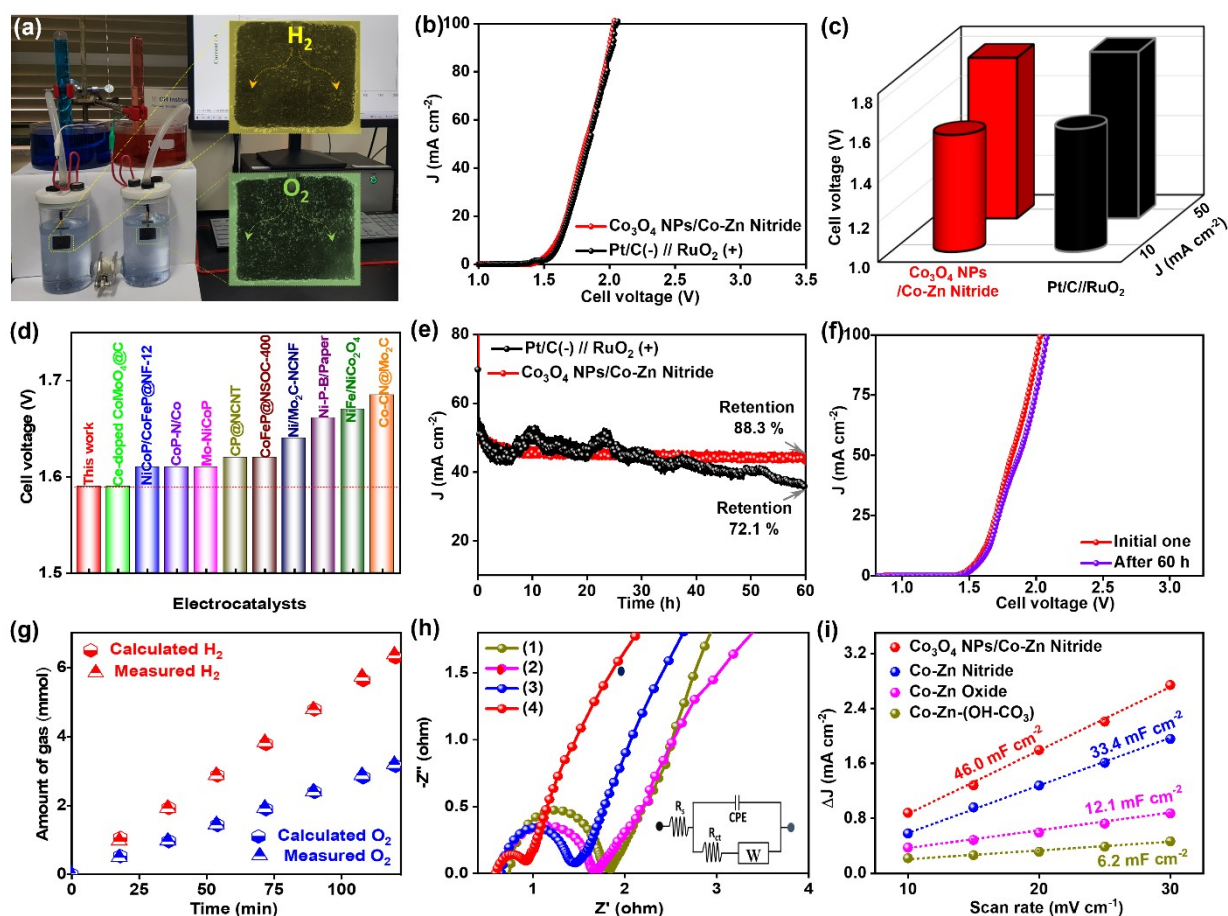 (a)
H2
O2
(b)
J (mA cm-2)
100
80
60
40
20
0
Co3O4 NPs/Co-Zn Nitride
Pt/C(-) // RuO2 (+)
1.0 1.5 2.0 2.5 3.0 3.5
Cell voltage (V)
(c)
Cell voltage (V)
1.8
1.6
1.4
1.2
1.0
50
10
J (mA cm-2)
Co3O4 NPs
/Co-Zn Nitride
Pt/C//RuO2
(d)
Cell voltage (V)
1.7
1.6
1.5
This work
Ce-doped CoMoO4@C
NiCoP/CoFeP@NF-12
CoP-N/Co
Mo-NiCoP
CP@NCNT
CoFeP@NSOC-400
Ni/Mo2C-NCNF
Ni-P-B/Paper
NiFe/NiCo2O4
Co-CN@Mo2C
Electrocatalysts
(e)
J (mA cm-2)
80
60
40
20
Pt/C(-) // RuO2 (+)
Co3O4 NPs/Co-Zn Nitride
Retention
88.3 %
Retention
72.1 %
0 10 20 30 40 50 60
Time (h)
(f)
J (mA cm-2)
100
75
50
25
0
Initial one
After 60 h
1.0 1.5 2.0 2.5 3.0
Cell voltage (V)
(g)
Amount of gas (mmol)
6
4
2
0
Calculated H2
Measured H2
Calculated O2
Measured O2
0 25 50 75 100
Time (min)
(h)
-Z'' (ohm)
1.5
1.0
0.5
0.0
(1)
(2)
(3)
(4)
Rs
CPE
Rct
W
1 2 3 4
Z' (ohm)
(i)
ΔJ (mA cm-2)
3.2
2.4
1.6
0.8
0.0
Co3O4 NPs/Co-Zn Nitride
Co-Zn Nitride
Co-Zn Oxide
Co-Zn-(OH-CO3)
46.0 mF cm-2
33.4 mF cm-2
12.1 mF cm-2
6.2 mF cm-2
10 15 20 25 30
Scan rate (mV cm-1)